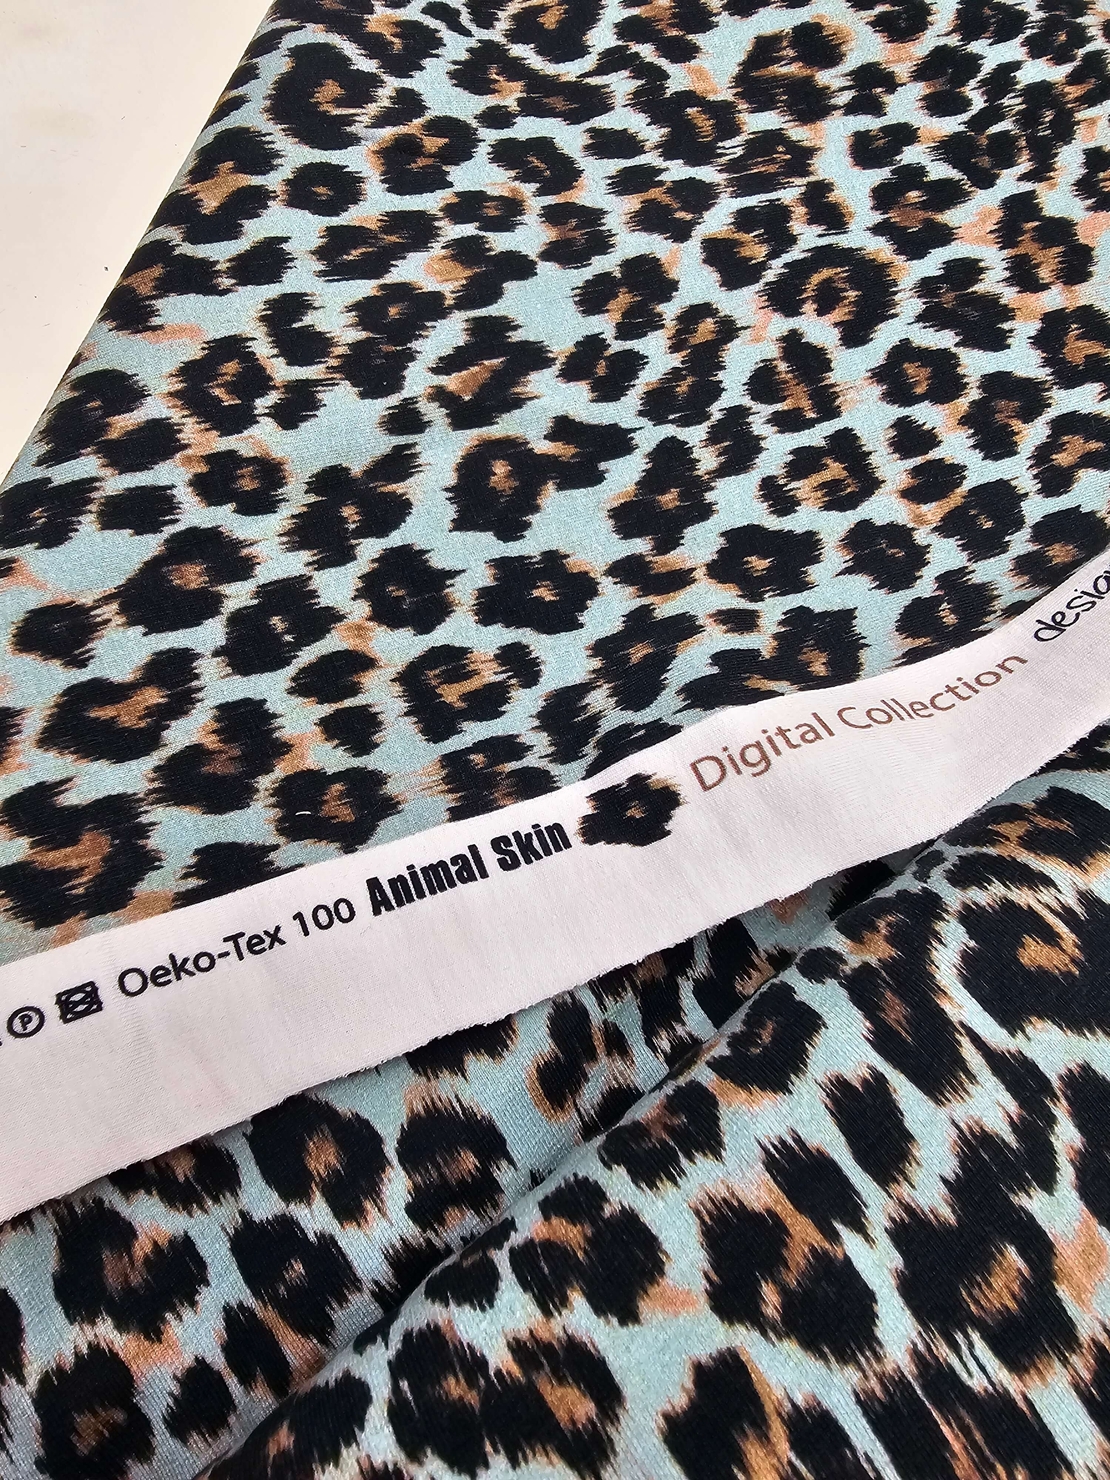 Ⓟ Oeko-Tex 100 Animal Skin Digital Collection